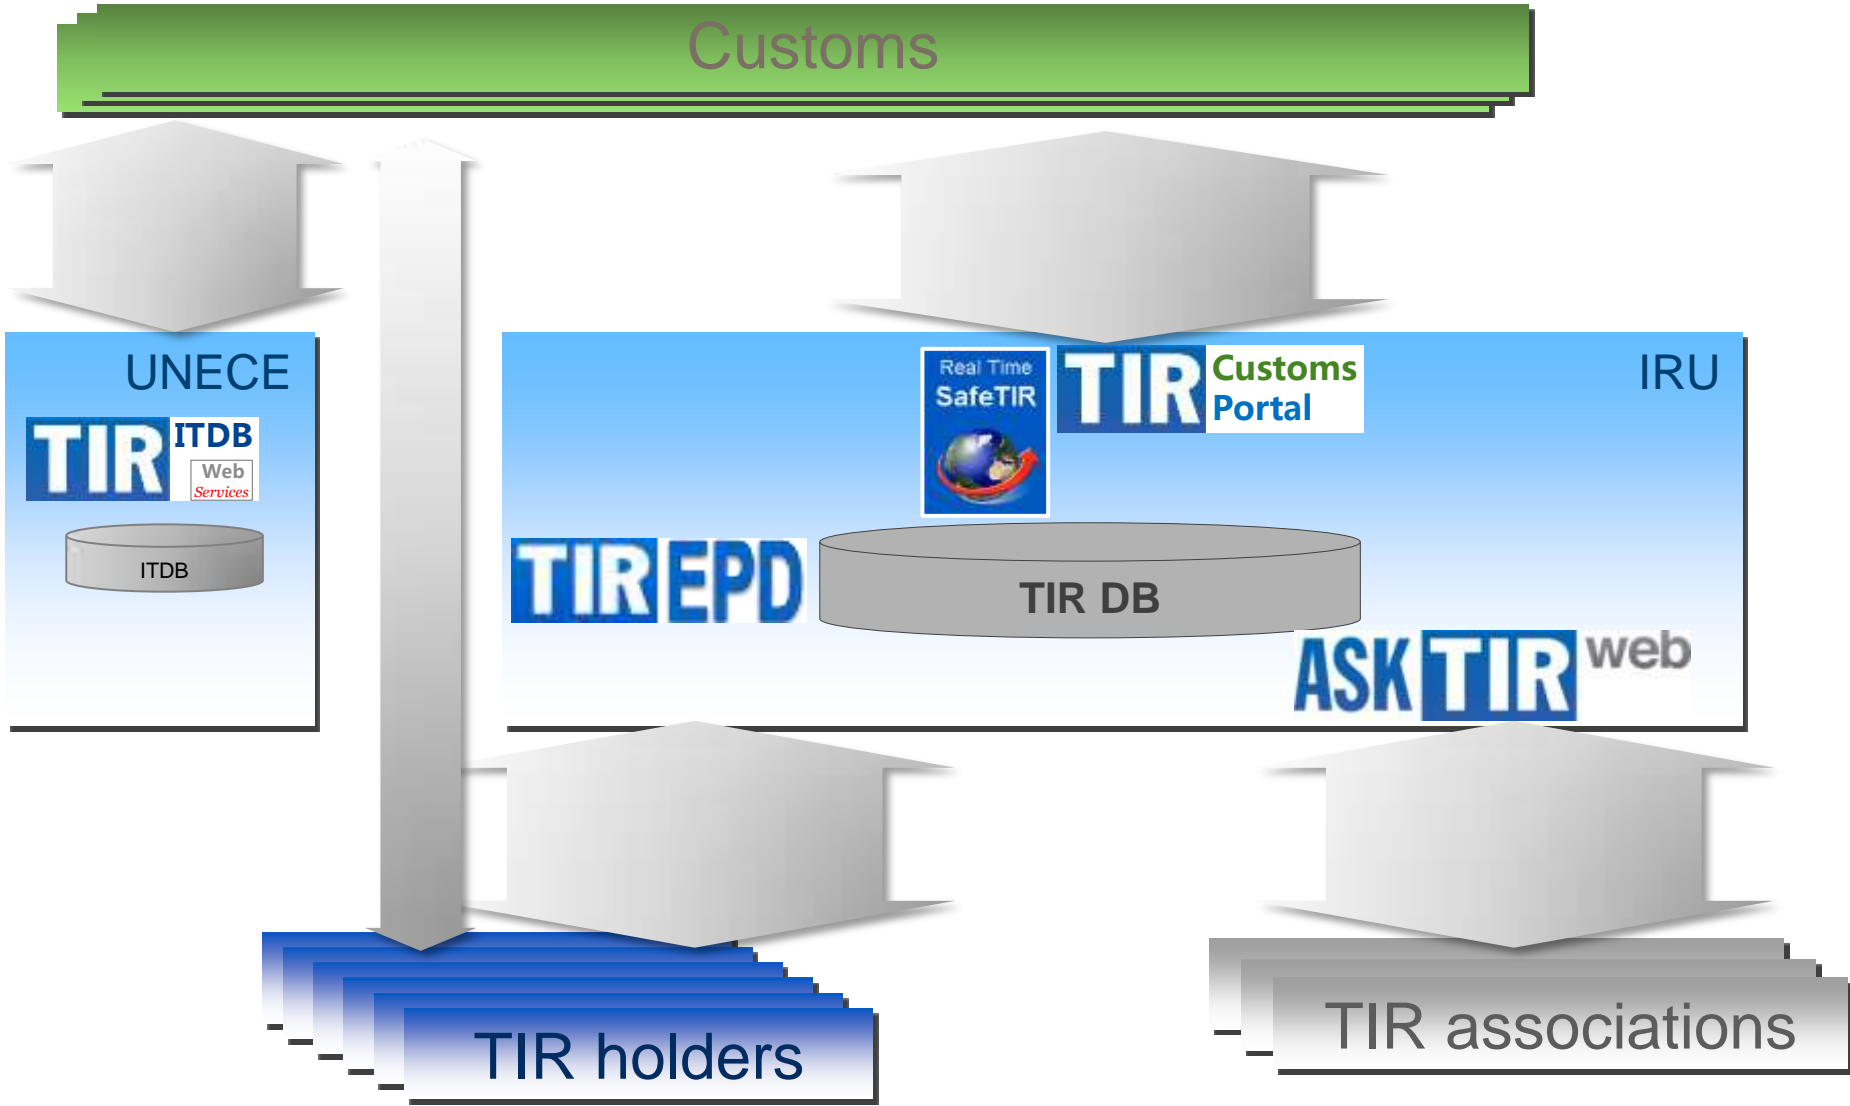 Customs
UNECE
TIR ITDB
Web
Services
ITDB
Real Time
SafeTIR
TIR Customs
Portal
IRU
TIR EPD
TIR DB
ASK TIR web
TIR holders
TIR associations